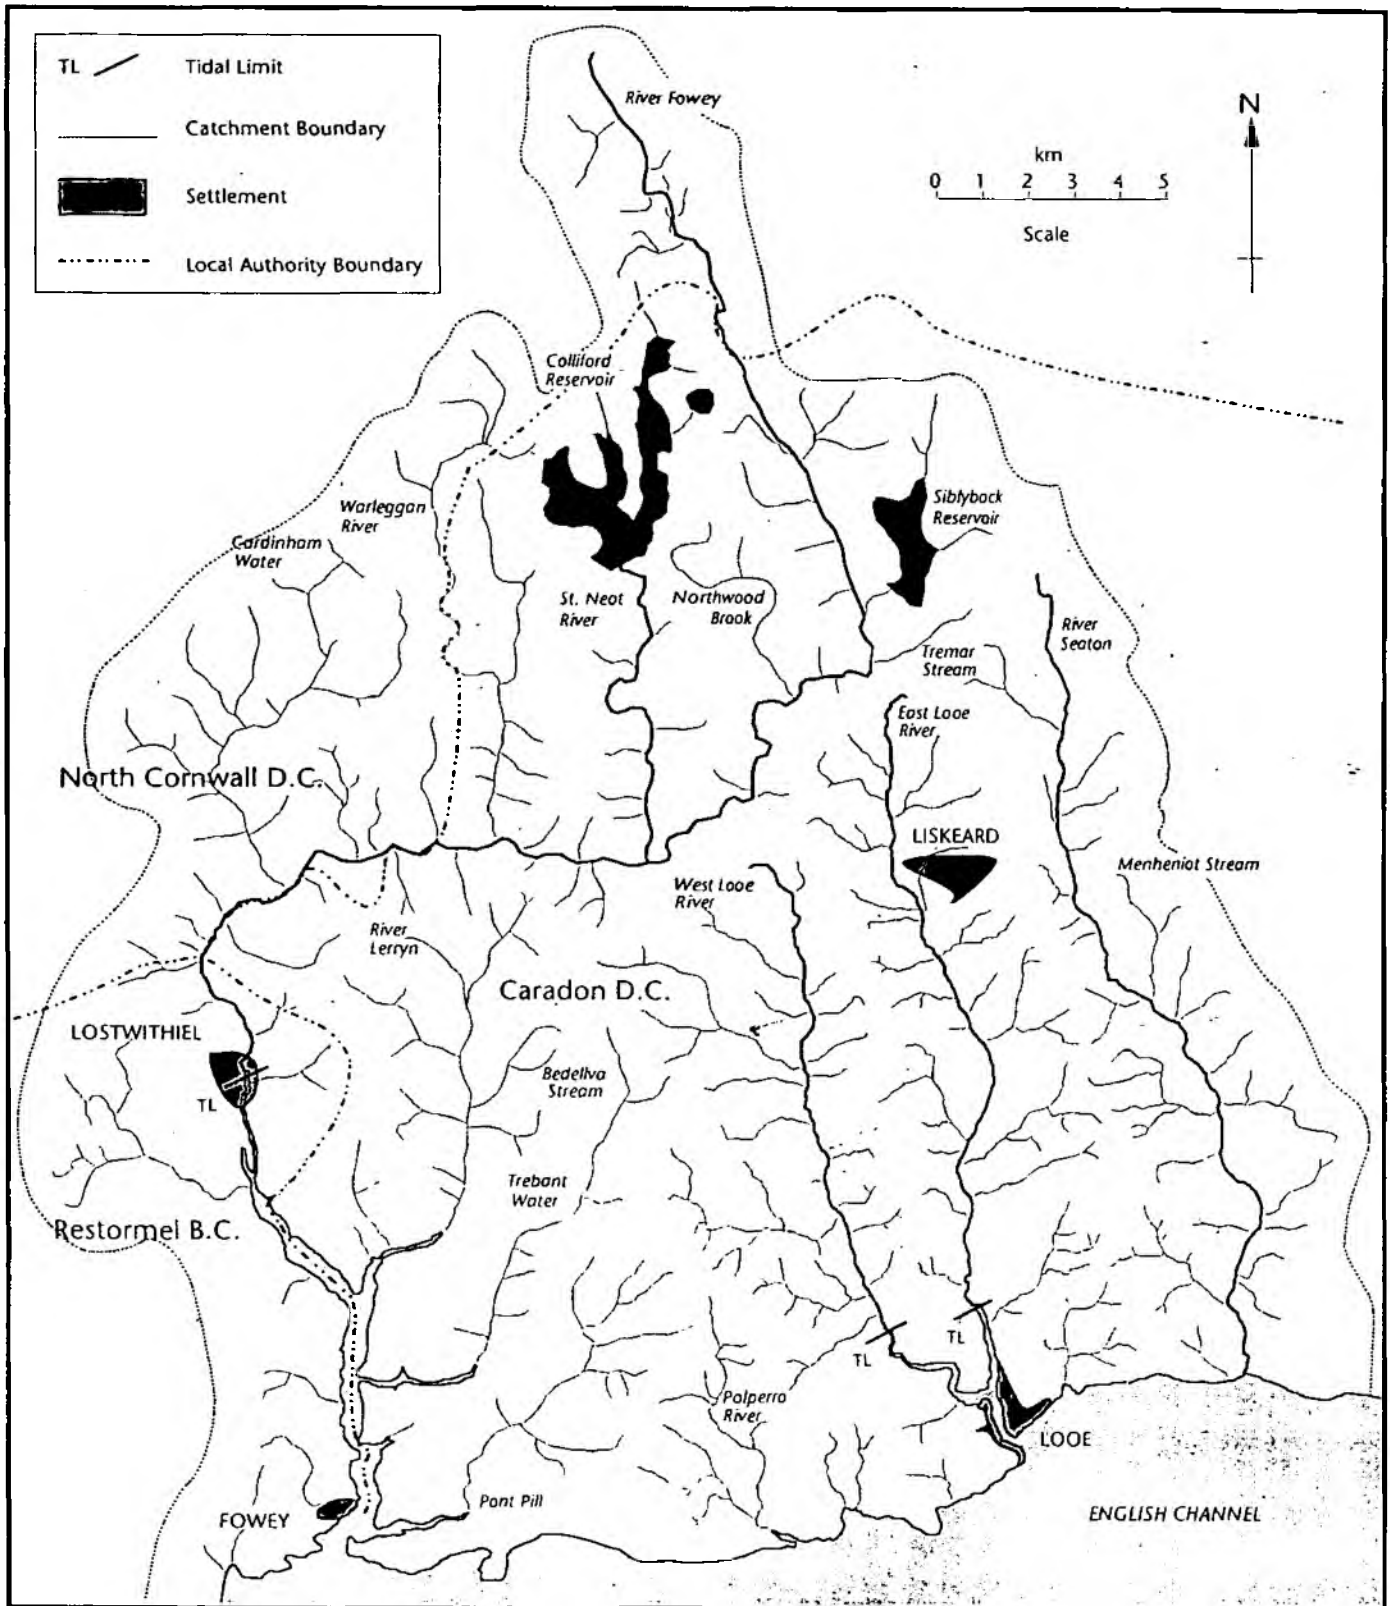 TL Tidal Limit
Catchment Boundary
Settlement
Local Authority Boundary
River Fowey
N
km
0 1 2 3 4 5
Scale
Colliford
Reservoir
Warleggan
River
Cardinham
Water
Siblyback
Reservoir
St. Neot
River
Northwood
Brook
River
Seaton
Tremar
Stream
East Looe
River
North Cornwall D.C.
LISKEARD
Menheniot Stream
West Looe
River
River
Lerryn
Caradon D.C.
LOSTWITHIEL
TL
Bedellva
Stream
Trebant
Water
Restormel B.C.
TL
TL
Polperro
River
LOOE
Pont Pill
FOWEY
ENGLISH CHANNEL